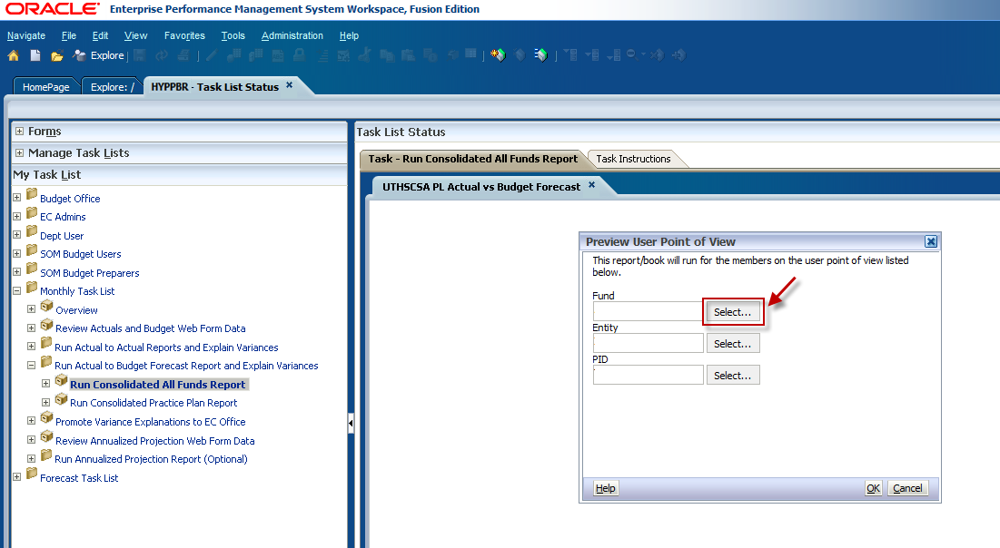 ORACLE® Enterprise Performance Management System Workspace, Fusion Edition
Navigate File Edit View Favorites Tools Administration Help
Explore
HomePage Explore: / HYPPBR - Task List Status
Forms
Manage Task Lists
My Task List
Budget Office
EC Admins
Dept User
SOM Budget Users
SOM Budget Preparers
Monthly Task List
Overview
Review Actuals and Budget Web Form Data
Run Actual to Actual Reports and Explain Variances
Run Actual to Budget Forecast Report and Explain Variances
Run Consolidated All Funds Report
Run Consolidated Practice Plan Report
Promote Variance Explanations to EC Office
Review Annualized Projection Web Form Data
Run Annualized Projection Report (Optional)
Forecast Task List
Task List Status
Task - Run Consolidated All Funds Report Task Instructions
UTHSCSA PL Actual vs Budget Forecast
Preview User Point of View
This report/book will run for the members on the user point of view listed
below.
Fund
Select...
Entity
Select...
PID
Select...
Help OK Cancel